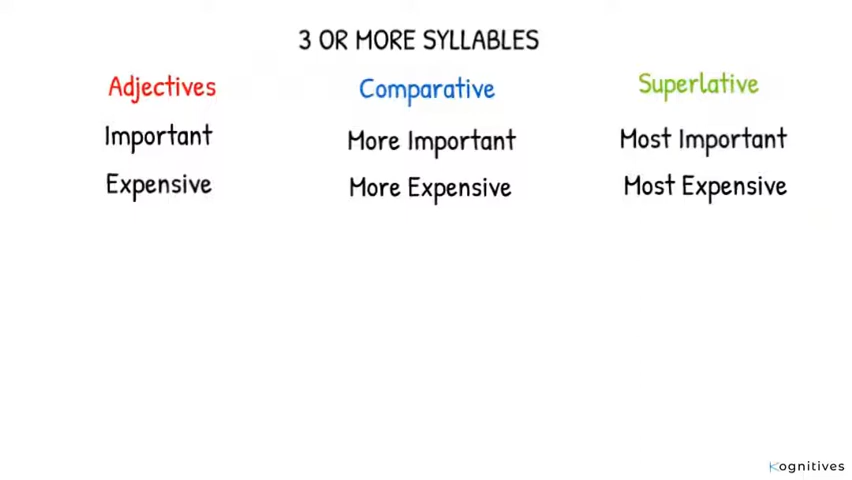 3 OR MORE SYLLABLES
Adjectives Comparative Superlative
Important More Important Most Important
Expensive More Expensive Most Expensive
Kognitives